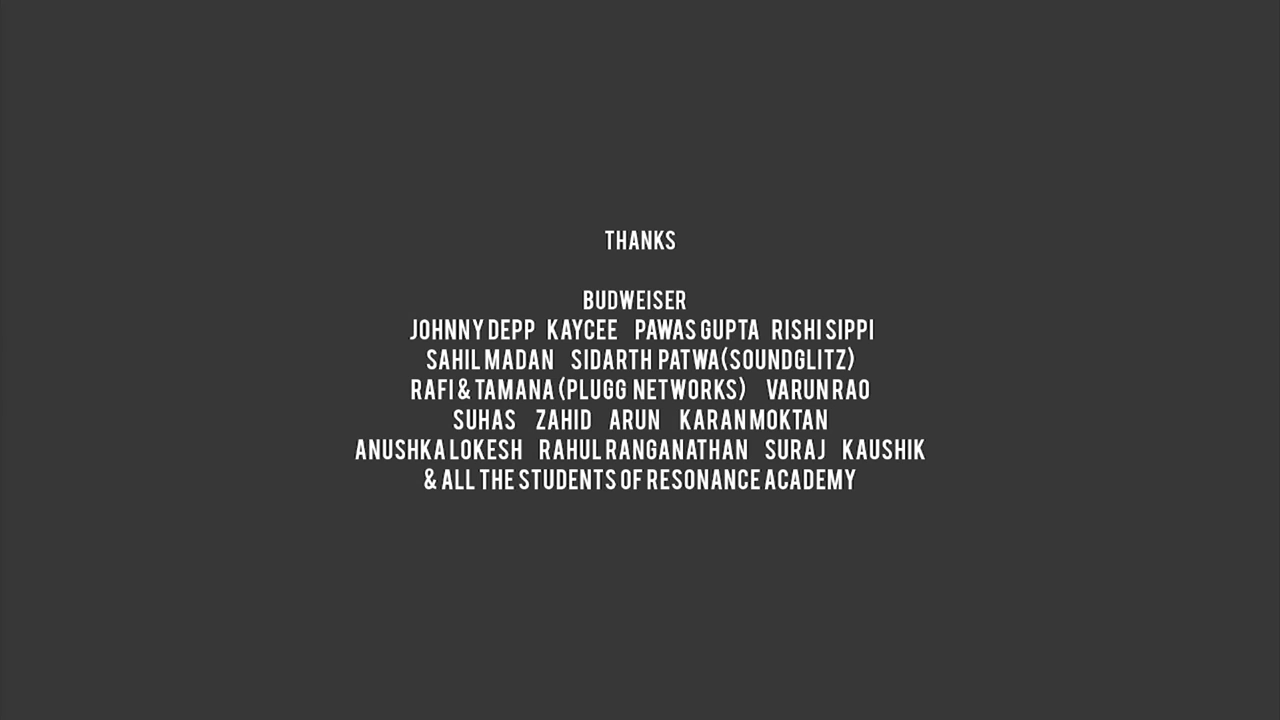 THANKS
BUDWEISER
JOHNNY DEPP KAYCEE PAWAS GUPTA RISHI SIPPI
SAHIL MADAN SIDARTH PATWA (SOUNDGLITZ)
RAFI & TAMANA (PLUGG NETWORKS) VARUN RAO
SUHAS ZAHID ARUN KARAN MOKTAN
ANUSHKA LOKESH RAHUL RANGANATHAN SURAJ KAUSHIK
& ALL THE STUDENTS OF RESONANCE ACADEMY